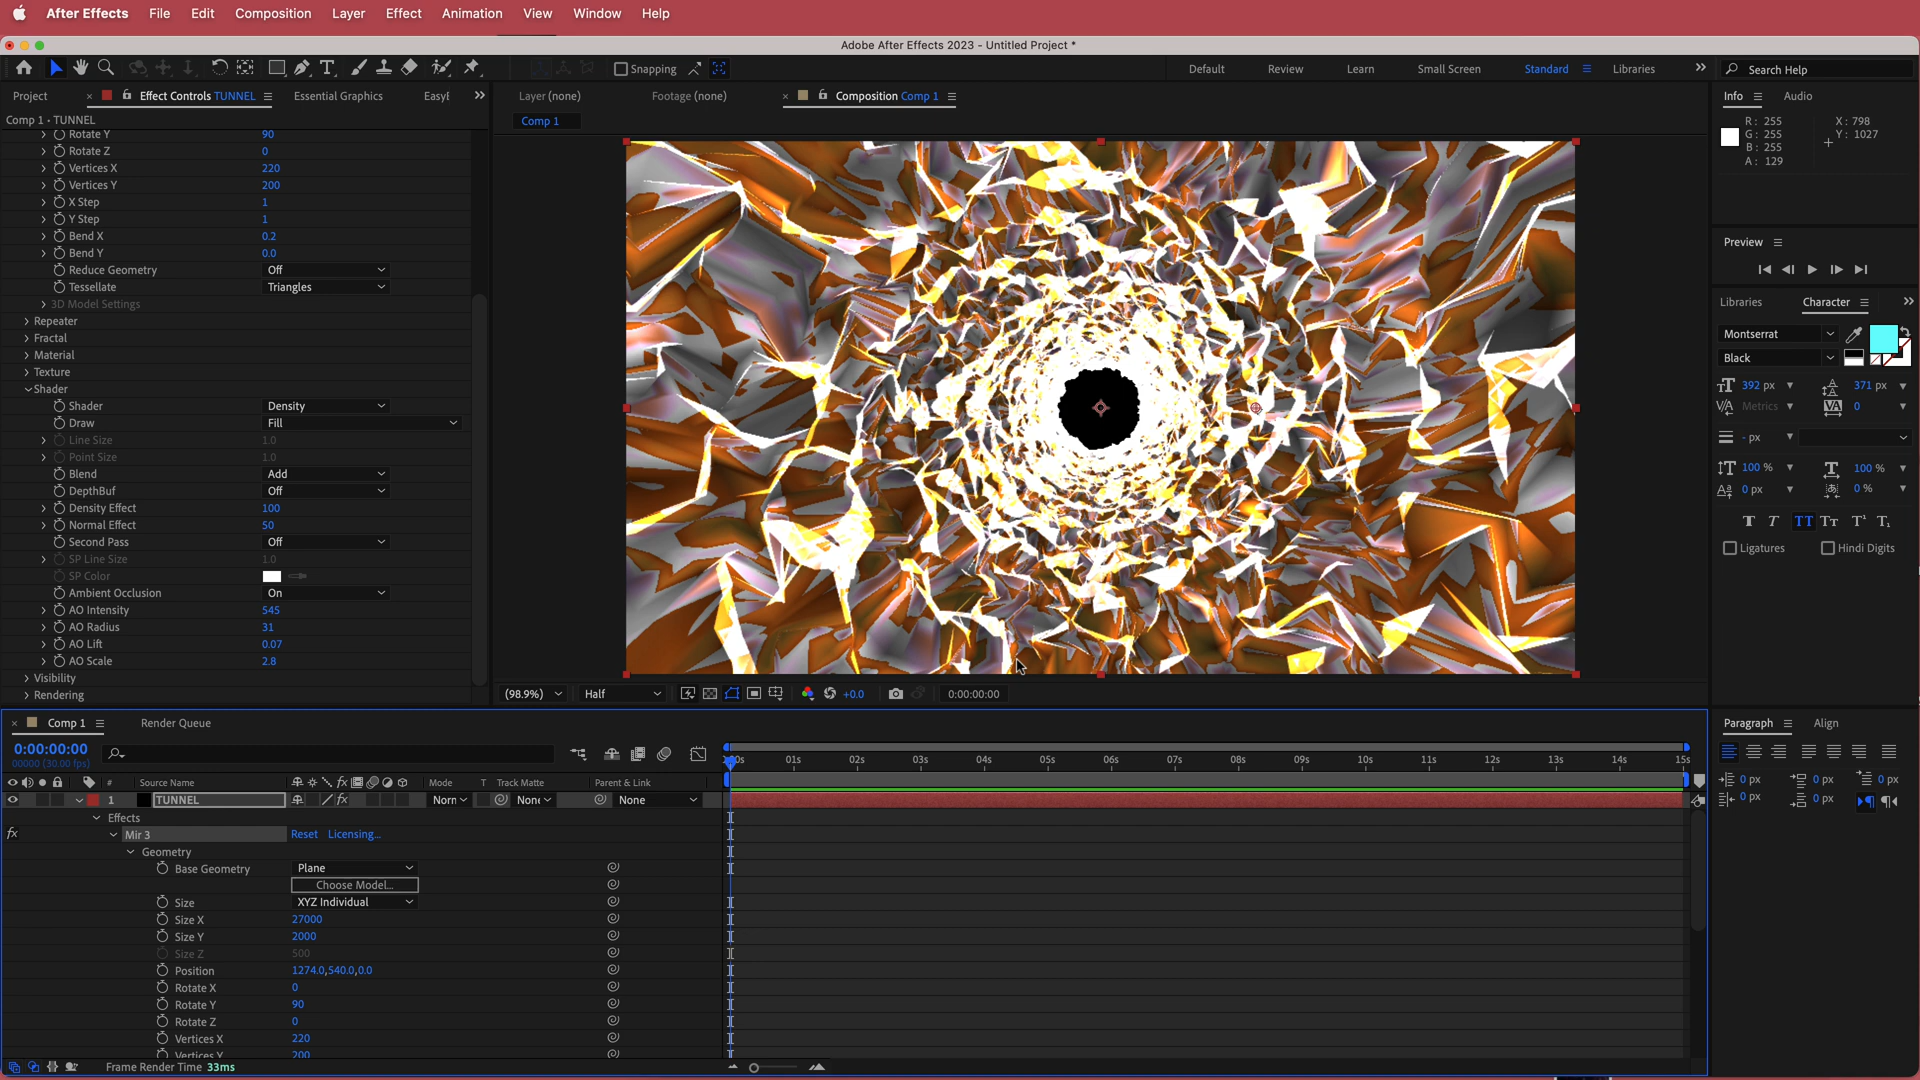 After Effects File Edit Composition Layer Effect Animation View Window Help
Adobe After Effects 2023 - Untitled Project *
Snapping
Default Review Learn Small Screen Standard Libraries
Search Help
Project
Effect Controls TUNNEL
Essential Graphics
Comp 1 • TUNNEL
Rotate Y 90
Rotate Z 0
Vertices X 220
Vertices Y 200
X Step 1
Y Step 1
Bend X 0.2
Bend Y 0.0
Reduce Geometry Off
Tessellate Triangles
3D Model Settings
Repeater
Fractal
Material
Texture
Shader
Shader Density
Draw Fill
Line Size 1.0
Point Size 1.0
Blend Add
DepthBuf Off
Density Effect 100
Normal Effect 50
Second Pass Off
SP Line Size 1.0
SP Color
Ambient Occlusion On
AO Intensity 545
AO Radius 31
AO Lift 0.07
AO Scale 2.8
Visibility
Rendering
Layer (none)
Footage (none)
Composition Comp 1
Comp 1
(98.9%) Half +0.0 0:00:00:00
Info Audio
R: 255
G: 255
B: 255
A: 129
X: 798
Y: 1027
Preview
Libraries Character
Montserrat
Black
392 px 371 px
Metrics 0
- px
100 % 100 %
0 px 0 %
Ligatures Hindi Digits
Comp 1 Render Queue
0:00:00:00
00000 (30.00 fps)
# Source Name Mode T Track Matte Parent & Link
01s 02s 03s 04s 05s 06s 07s 08s 09s 10s 11s 12s 13s 14s 15s
1 TUNNEL None
Effects
fx Mir 3 Reset Licensing...
Geometry
Base Geometry Plane
Choose Model...
Size XYZ Individual
Size X 27000
Size Y 2000
Size Z 500
Position 1274.0,540.0,0.0
Rotate X 0
Rotate Y 90
Rotate Z 0
Vertices X 220
Vertices Y 200
Frame Render Time 33ms
Paragraph Align
0 px 0 px 0 px
0 px 0 px